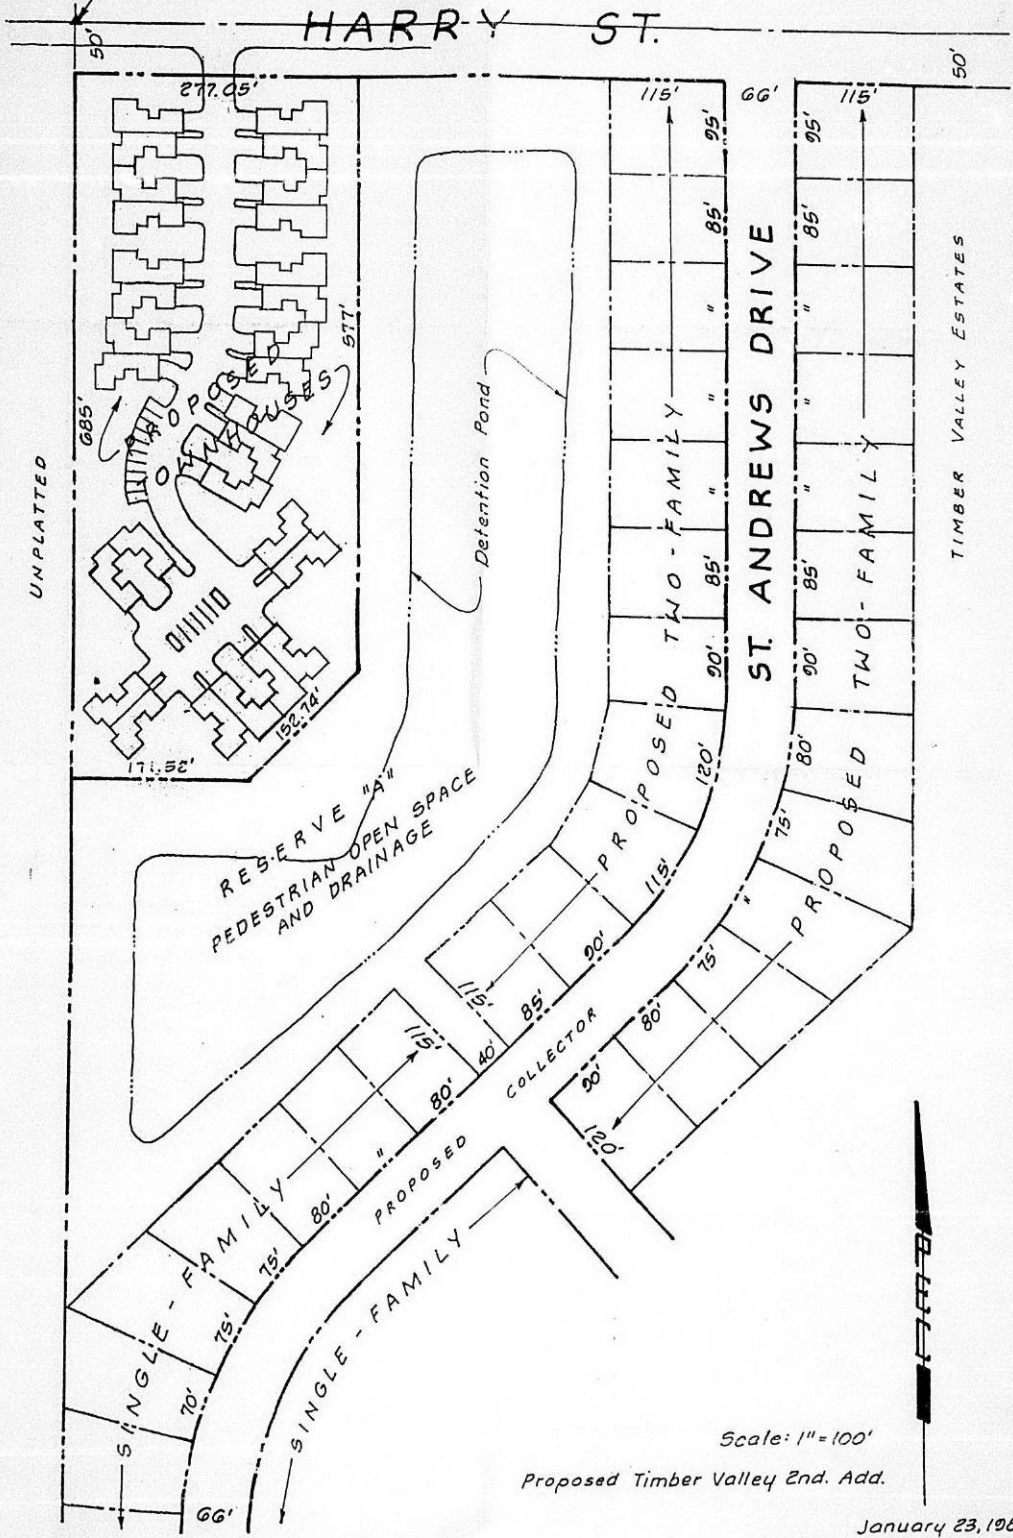 HARRY ST.
50'
277.05'
115'
66'
115'
50'
95'
95'
85'
85'
"
"
"
"
"
"
85'
85'
90'
90'
ST. ANDREWS DRIVE
TIMBER VALLEY ESTATES
UNPLATTED
685'
577'
PROPOSED
TOWNHOUSES
Detention Pond
PROPOSED TWO-FAMILY
PROPOSED TWO-FAMILY
171.52'
152.74'
RESERVE "A"
PEDESTRIAN OPEN SPACE
AND DRAINAGE
120'
80'
75'
115'
"
90'
75'
115'
85'
80'
40'
90'
120'
115'
80'
"
80'
75'
75'
70'
PROPOSED COLLECTOR
SINGLE-FAMILY
SINGLE-FAMILY
66'
Scale: 1"=100'
Proposed Timber Valley 2nd. Add.
January 23,